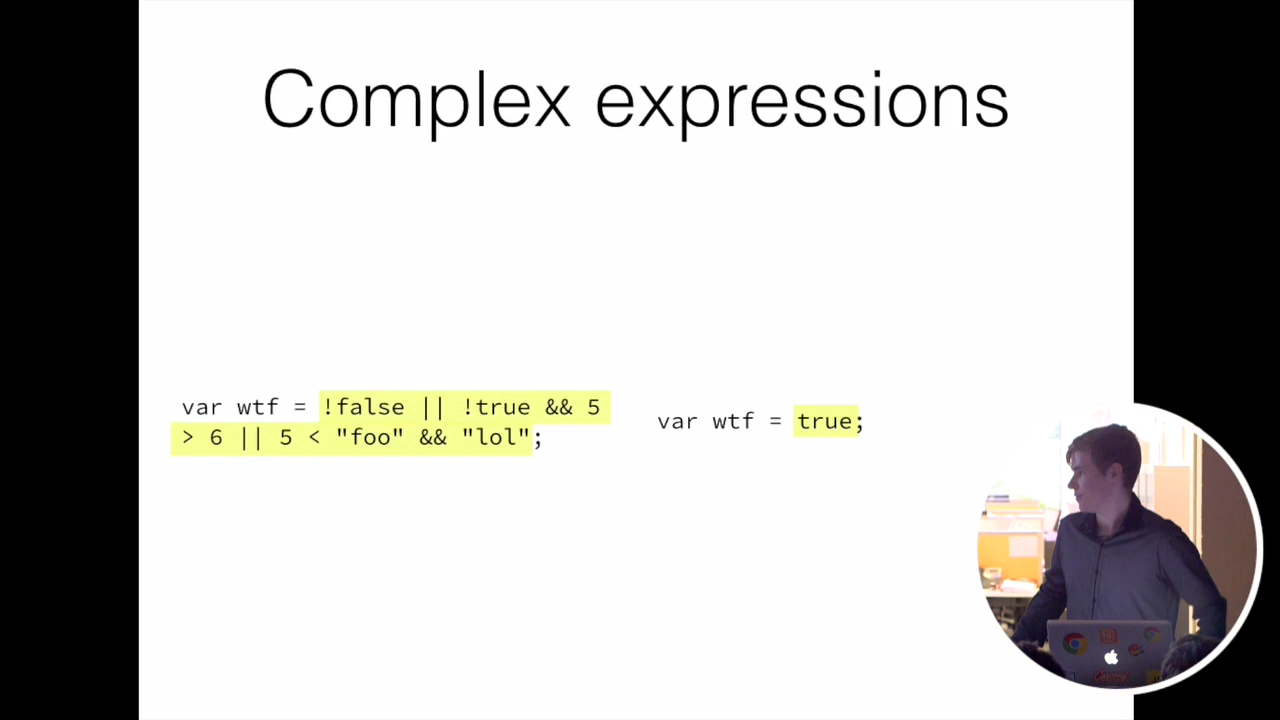 Complex expressions
var wtf = !false || !true && 5
> 6 || 5 < "foo" && "lol";
var wtf = true;